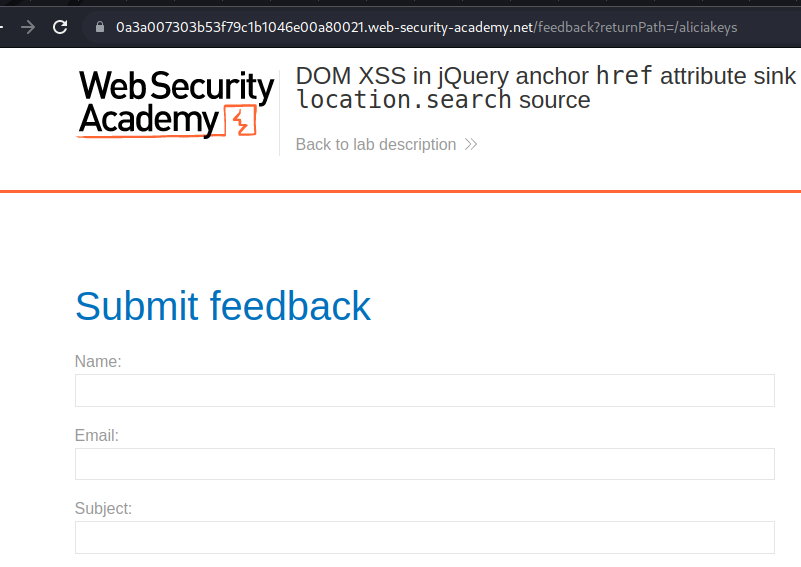 0a3a007303b53f79c1b1046e00a80021.web-security-academy.net/feedback?returnPath=/aliciakeys
Web Security
Academy
DOM XSS in jQuery anchor href attribute sink
location.search source
Back to lab description
Submit feedback
Name:
Email:
Subject: